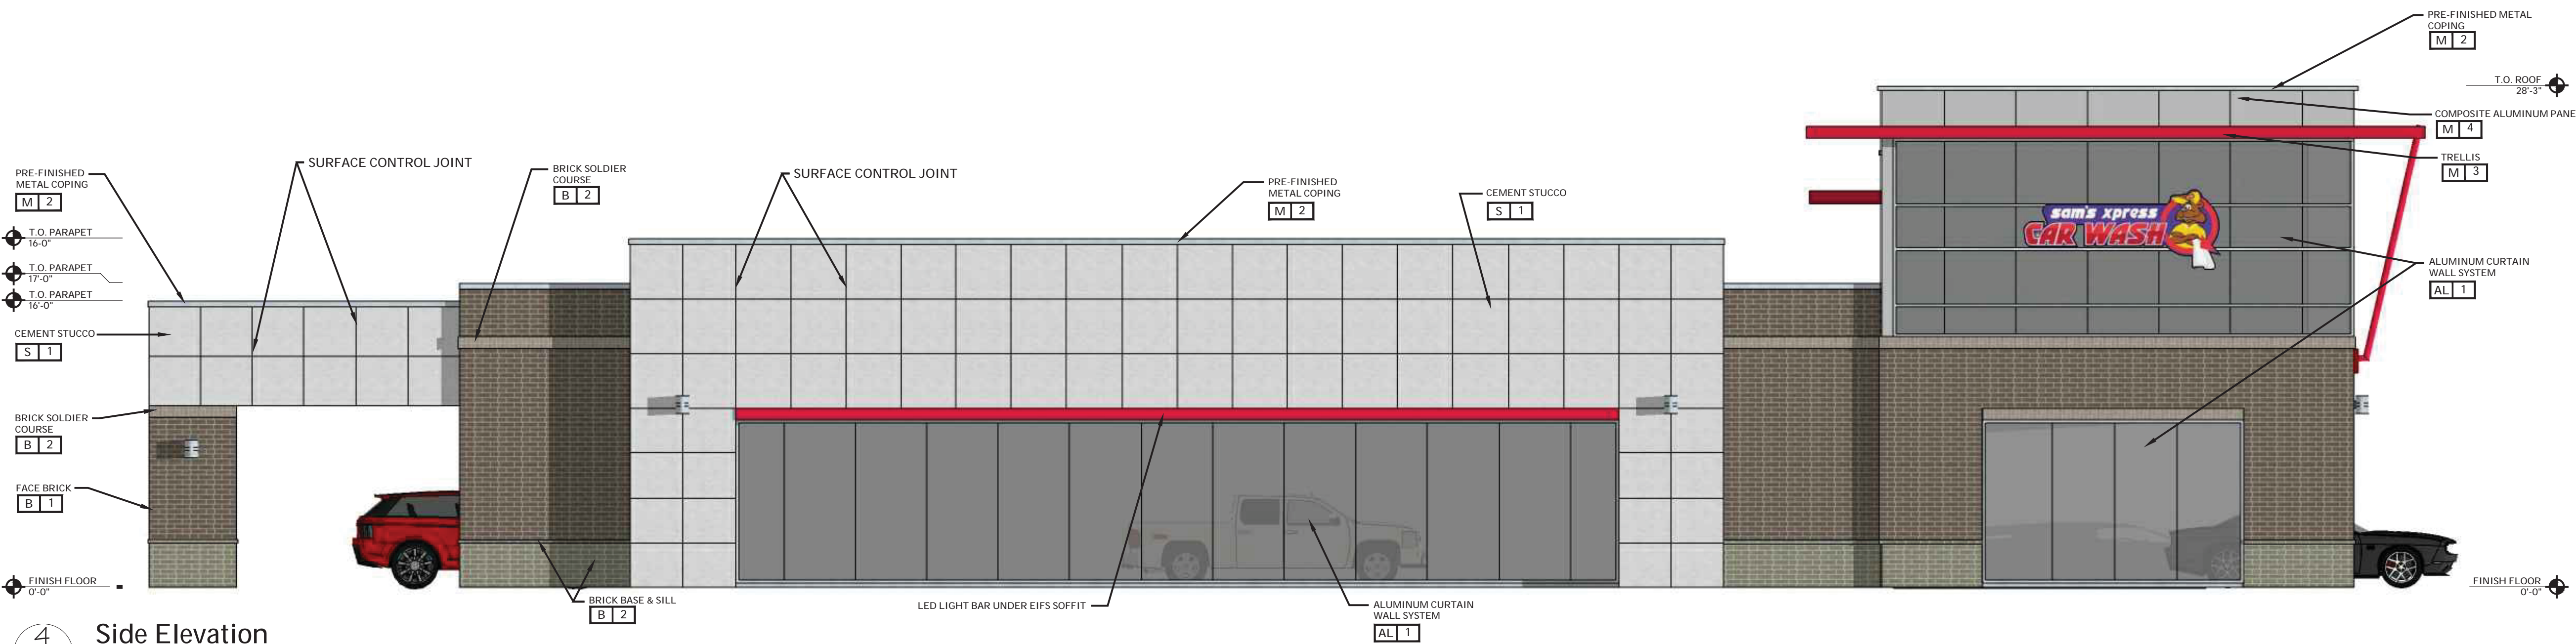 PRE-FINISHED METAL
COPING
M 2
T.O. ROOF
28'-3"
COMPOSITE ALUMINUM PANE
M 4
TRELLIS
M 3
SURFACE CONTROL JOINT
BRICK SOLDIER
COURSE
B 2
SURFACE CONTROL JOINT
PRE-FINISHED
METAL COPING
M 2
PRE-FINISHED
METAL COPING
M 2
CEMENT STUCCO
S 1
sam's xpress
CAR WASH
T.O. PARAPET
16-0"
T.O. PARAPET
17'-0"
T.O. PARAPET
16'-0"
ALUMINUM CURTAIN
WALL SYSTEM
AL 1
CEMENT STUCCO
S 1
BRICK SOLDIER
COURSE
B 2
FACE BRICK
B 1
FINISH FLOOR
0'-0"
FINISH FLOOR
0'-0"
BRICK BASE & SILL
B 2
LED LIGHT BAR UNDER EIFS SOFFIT
ALUMINUM CURTAIN
WALL SYSTEM
AL 1
4
Side Elevation